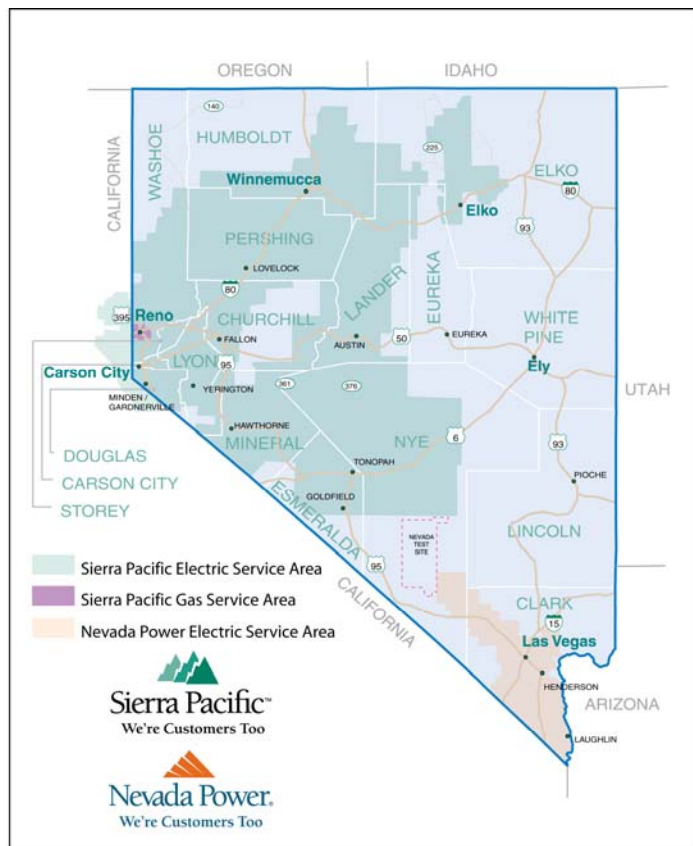 OREGON
IDAHO
140
HUMBOLDT
WASHOE
CALIFORNIA
225
ELKO
Winnemucca
80
Elko
93
PERSHING
LOVELOCK
LANDER
EUREKA
80
395
Reno
CHURCHILL
WHITE
PINE
50
EUREKA
FALLON
AUSTIN
LYON
95
Ely
Carson City
361
376
UTAH
YERINGTON
MINDEN /
GARDNERVILLE
HAWTHORNE
MINERAL
NYE
6
93
DOUGLAS
TONOPAH
PIOCHE
CARSON CITY
ESMERALDA
GOLDFIELD
STOREY
LINCOLN
NEVADA
TEST
SITE
95
Sierra Pacific Electric Service Area
CALIFORNIA
Sierra Pacific Gas Service Area
CLARK
15
Nevada Power Electric Service Area
Las Vegas
HENDERSON
ARIZONA
LAUGHLIN
Sierra Pacific™
We're Customers Too
Nevada Power®
We're Customers Too